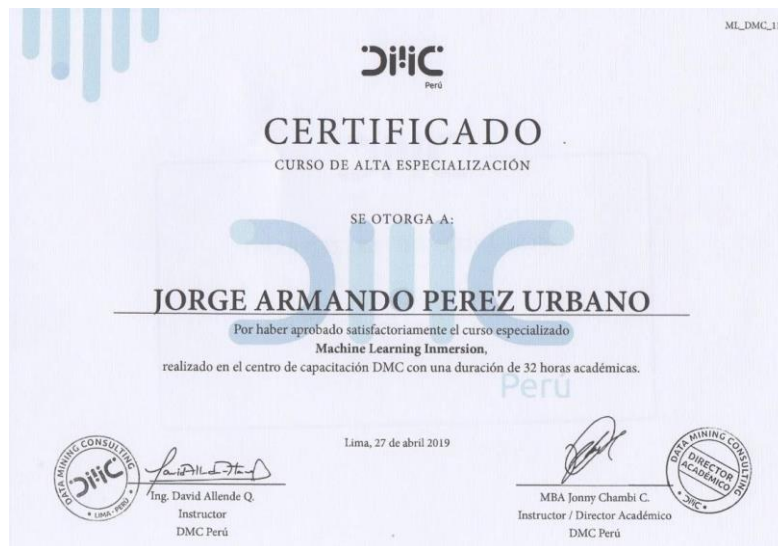 ML_DMC_11
DMC
Perú
CERTIFICADO
CURSO DE ALTA ESPECIALIZACIÓN
SE OTORGA A:
JORGE ARMANDO PEREZ URBANO
Por haber aprobado satisfactoriamente el curso especializado
Machine Learning Inmersion,
realizado en el centro de capacitación DMC con una duración de 32 horas académicas.
DMC
Perú
Lima, 27 de abril 2019
DATA MINING CONSULTING
DMC
LIMA - PERÚ
Ing. David Allende Q.
Instructor
DMC Perú
MBA Jonny Chambi C.
Instructor / Director Académico
DMC Perú
DATA MINING CONSULTING
DIRECTOR
ACADÉMICO
DMC